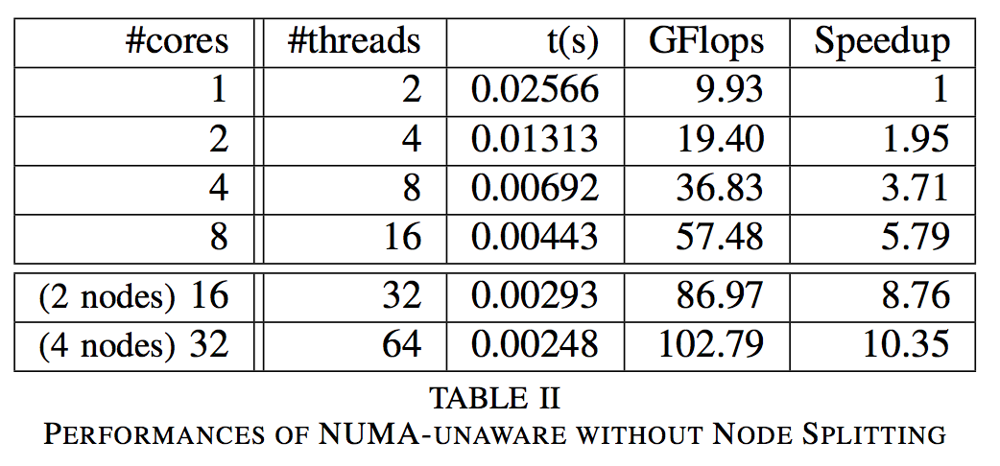 #cores #threads t(s) GFlops Speedup
1 2 0.02566 9.93 1
2 4 0.01313 19.40 1.95
4 8 0.00692 36.83 3.71
8 16 0.00443 57.48 5.79
(2 nodes) 16 32 0.00293 86.97 8.76
(4 nodes) 32 64 0.00248 102.79 10.35
TABLE II
PERFORMANCES OF NUMA-UNAWARE WITHOUT NODE SPLITTING